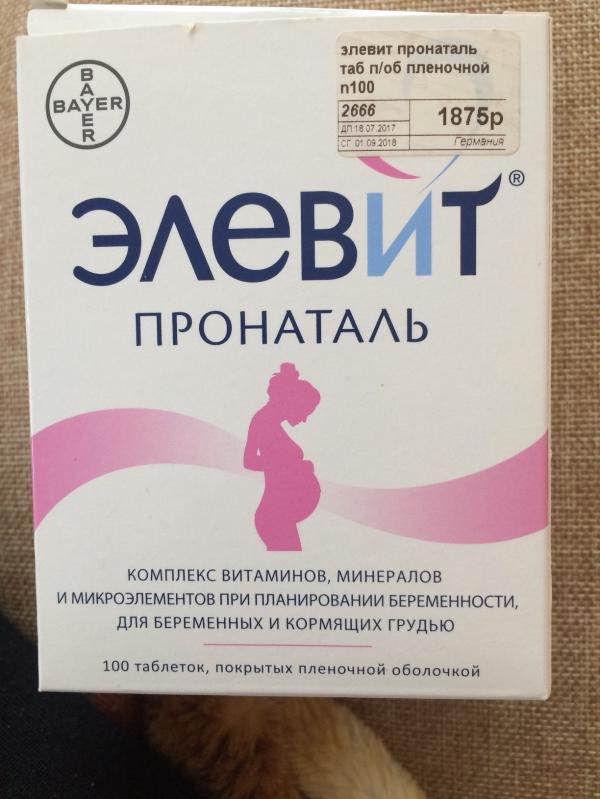 BAYER
BAYER
элевит пронаталь
таб п/об пленочной
n100
2666
1875р
ДП 18.07.2017
СГ 01.09.2018
Германия
ЭЛЕВИТ®
ПРОНАТАЛЬ
КОМПЛЕКС ВИТАМИНОВ, МИНЕРАЛОВ
И МИКРОЭЛЕМЕНТОВ ПРИ ПЛАНИРОВАНИИ БЕРЕМЕННОСТИ,
ДЛЯ БЕРЕМЕННЫХ И КОРМЯЩИХ ГРУДЬЮ
100 таблеток, покрытых пленочной оболочкой